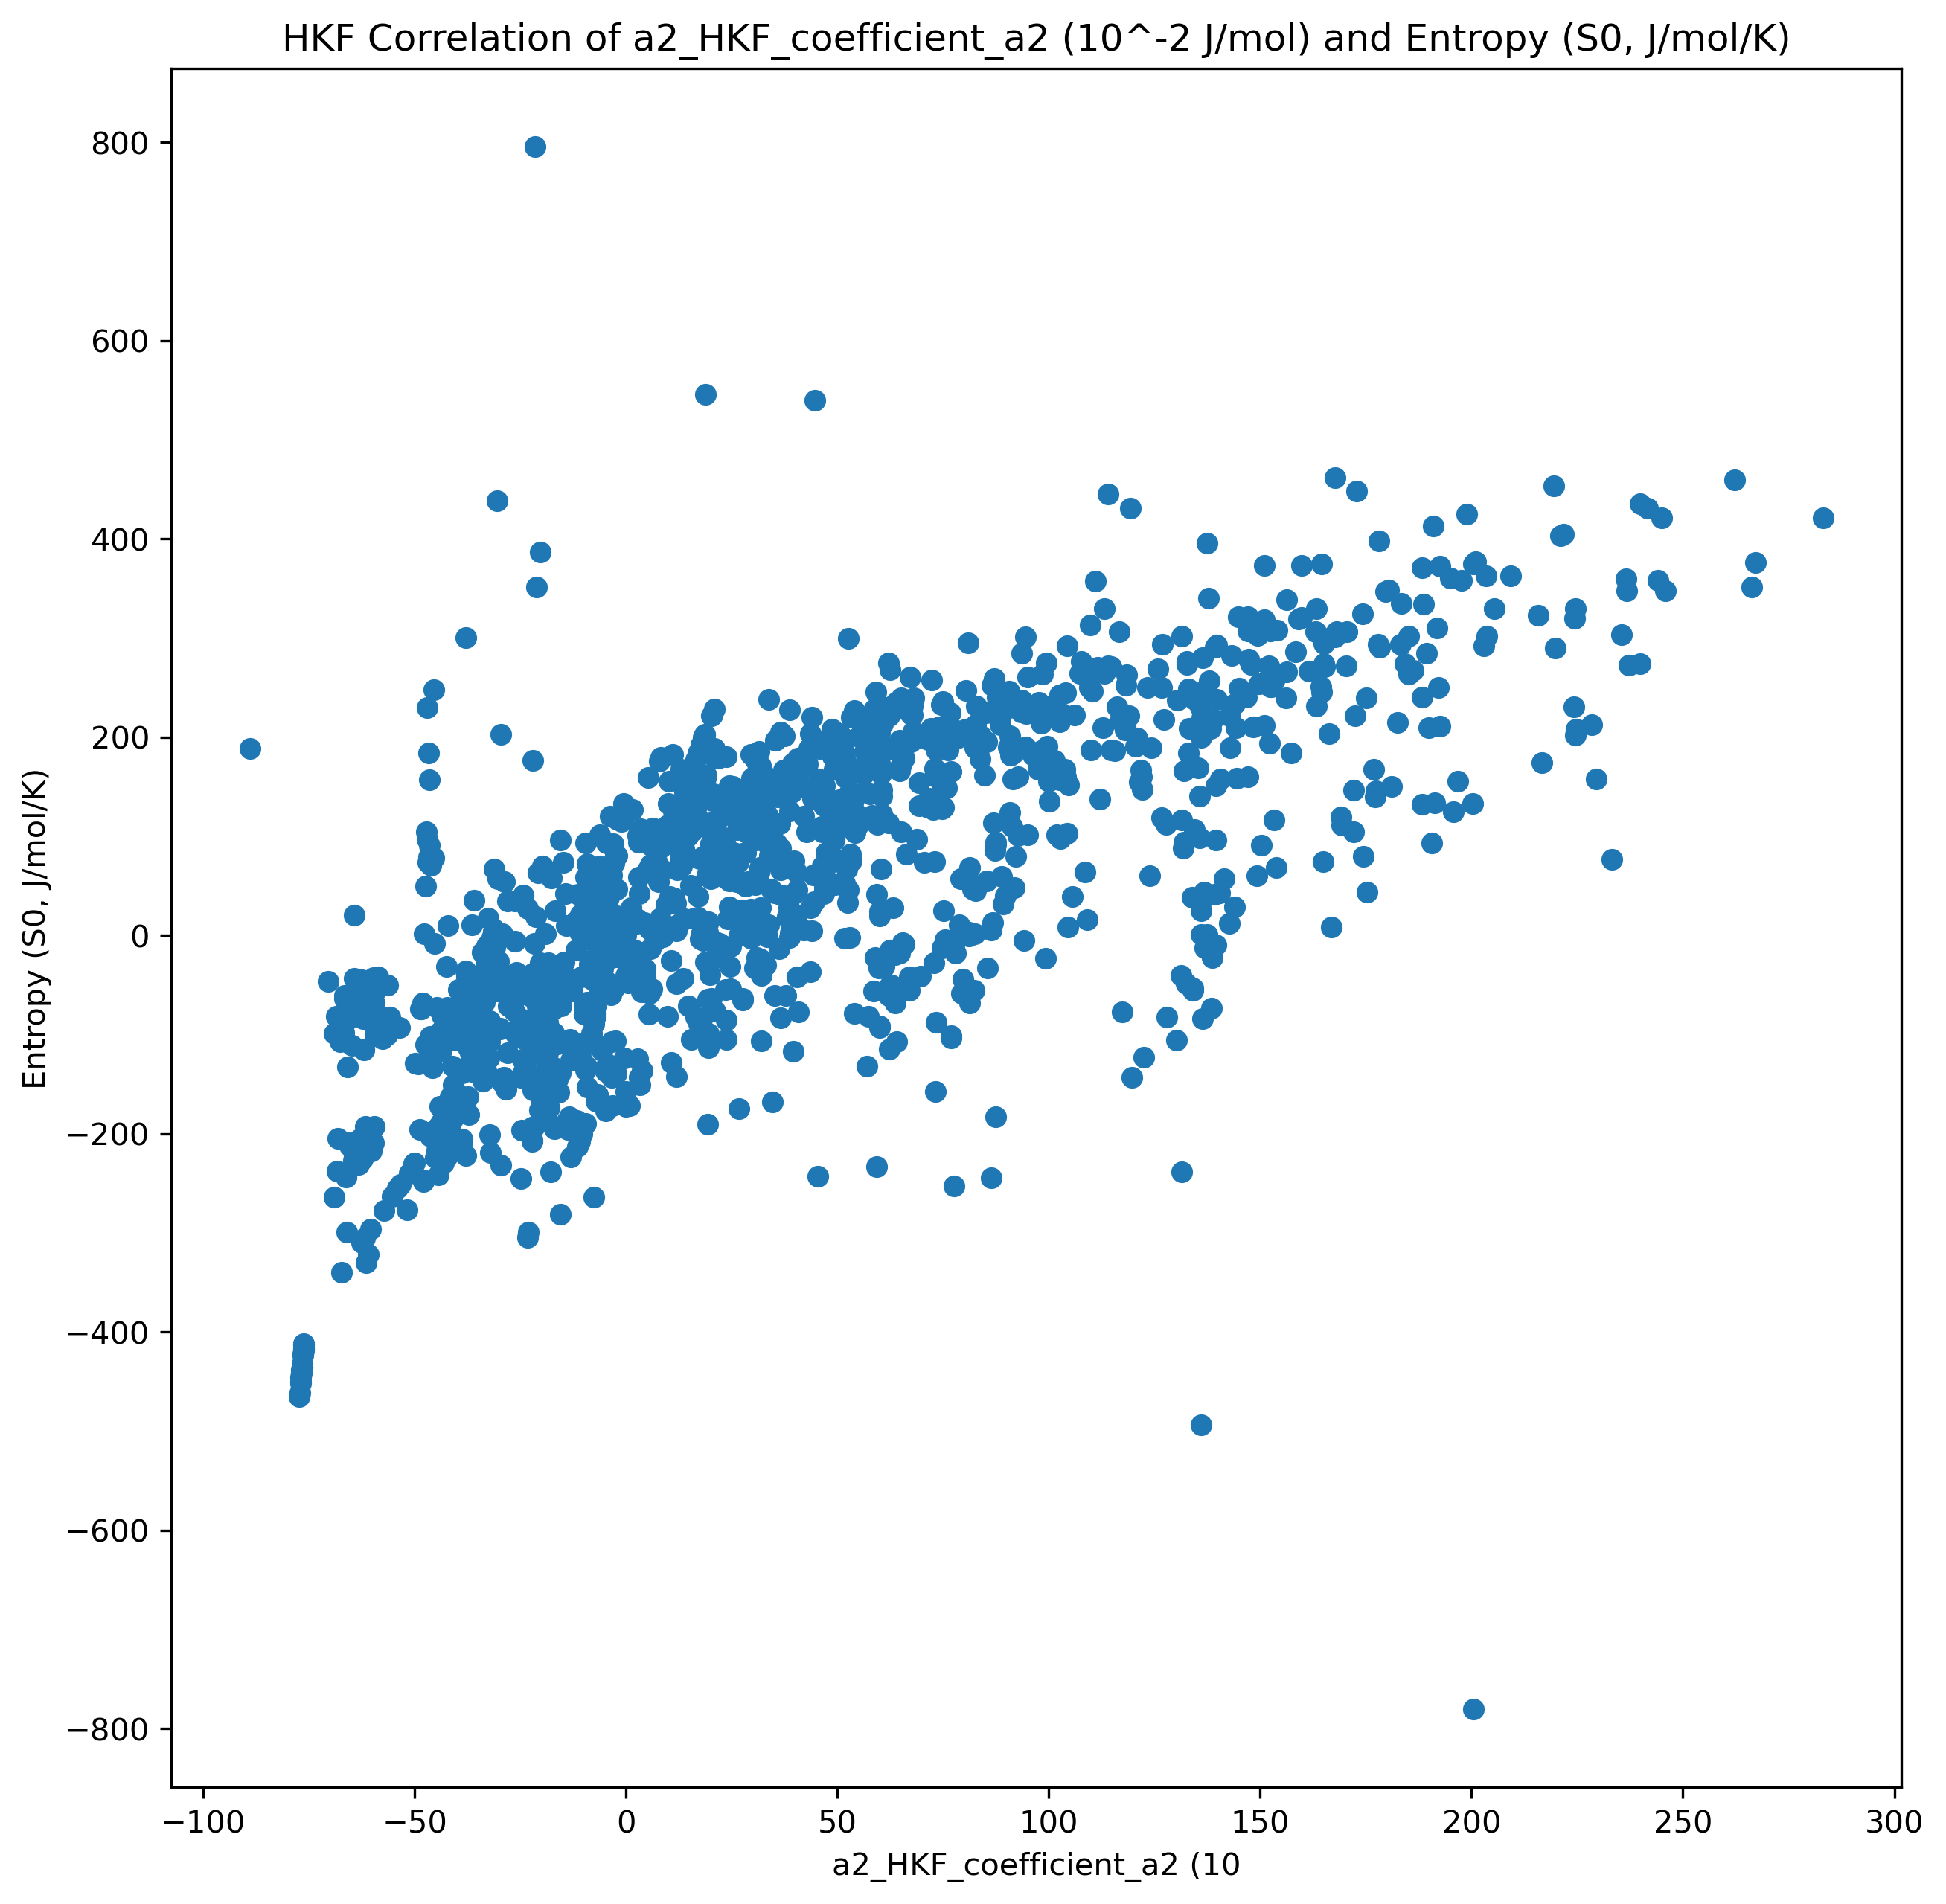 HKF Correlation of a2_HKF_coefficient_a2 (10^-2 J/mol) and Entropy (S0, J/mol/K)
Entropy (S0, J/mol/K)
800
600
400
200
0
−200
−400
−600
−800
−100 −50 0 50 100 150 200 250 300
a2_HKF_coefficient_a2 (10